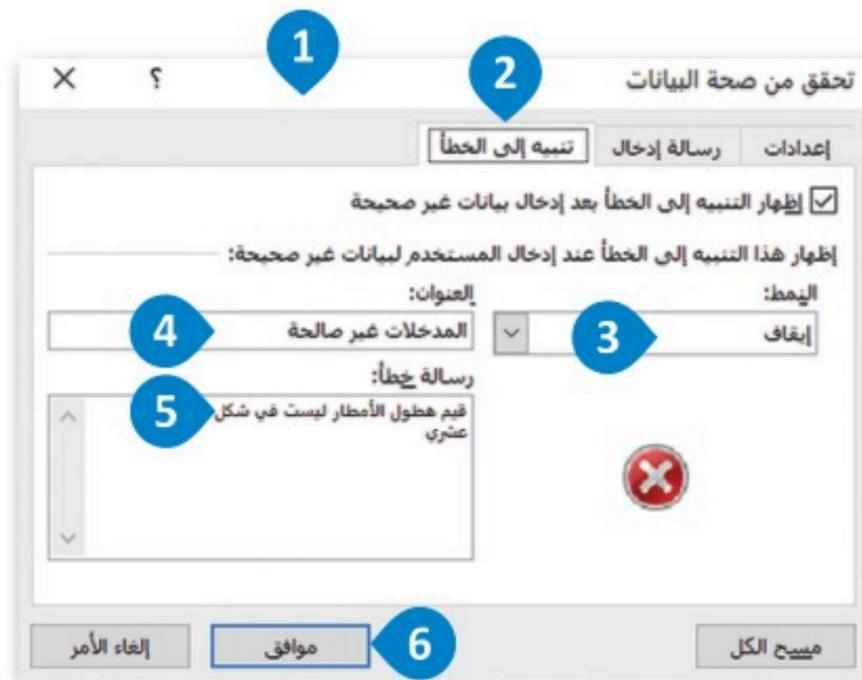 1
2
تحقق من صحة البيانات
؟
إعدادات
رسالة إدخال
تنبيه إلى الخطأ
إظهار التنبيه إلى الخطأ بعد إدخال بيانات غير صحيحة
إظهار هذا التنبيه إلى الخطأ عند إدخال المستخدم لبيانات غير صحيحة:
النمط:
العنوان:
إيقاف
3
المدخلات غير صالحة
4
رسالة خطأ:
قيم هطول الأمطار ليست في شكل
عشري
5
مسح الكل
6
موافق
إلغاء الأمر